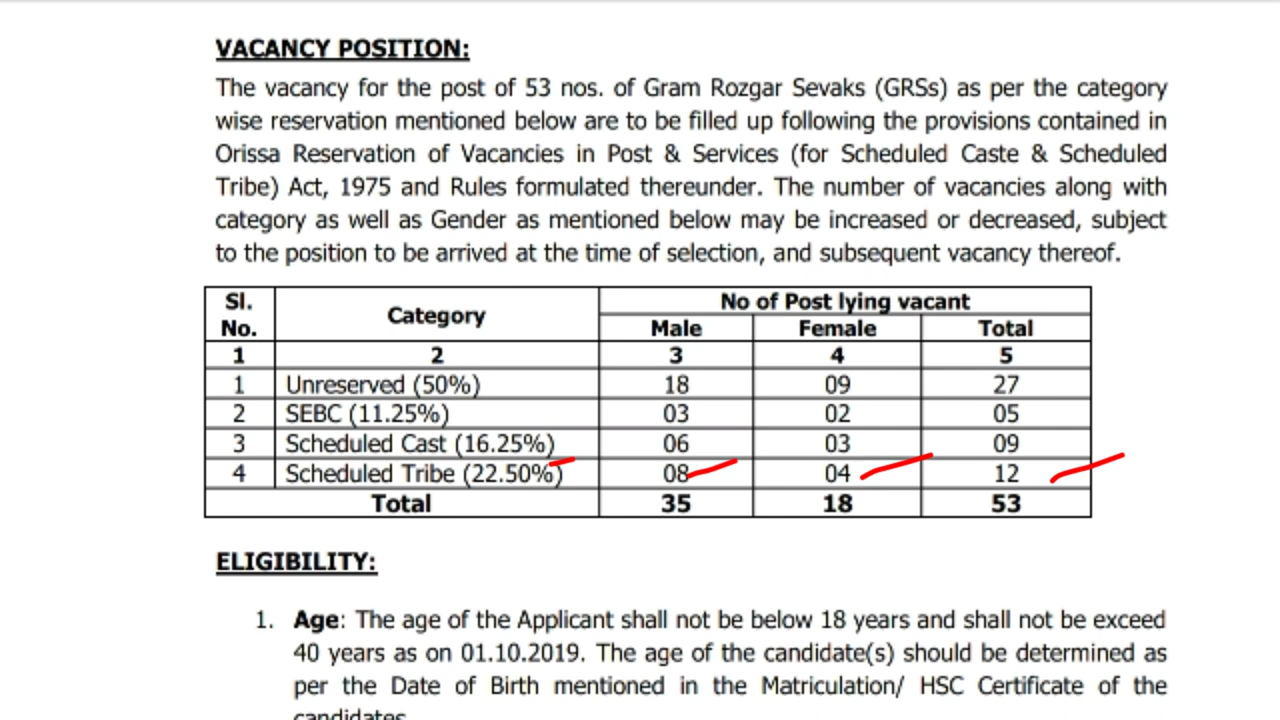 VACANCY POSITION:
The vacancy for the post of 53 nos. of Gram Rozgar Sevaks (GRSs) as per the category
wise reservation mentioned below are to be filled up following the provisions contained in
Orissa Reservation of Vacancies in Post & Services (for Scheduled Caste & Scheduled
Tribe) Act, 1975 and Rules formulated thereunder. The number of vacancies along with
category as well as Gender as mentioned below may be increased or decreased, subject
to the position to be arrived at the time of selection, and subsequent vacancy thereof.
Sl. No. Category No of Post lying vacant
Male Female Total
1 2 3 4 5
1 Unreserved (50%) 18 09 27
2 SEBC (11.25%) 03 02 05
3 Scheduled Cast (16.25%) 06 03 09
4 Scheduled Tribe (22.50%) 08 04 12
Total 35 18 53
ELIGIBILITY:
1. Age: The age of the Applicant shall not be below 18 years and shall not be exceed
40 years as on 01.10.2019. The age of the candidate(s) should be determined as
per the Date of Birth mentioned in the Matriculation/ HSC Certificate of the
candidates